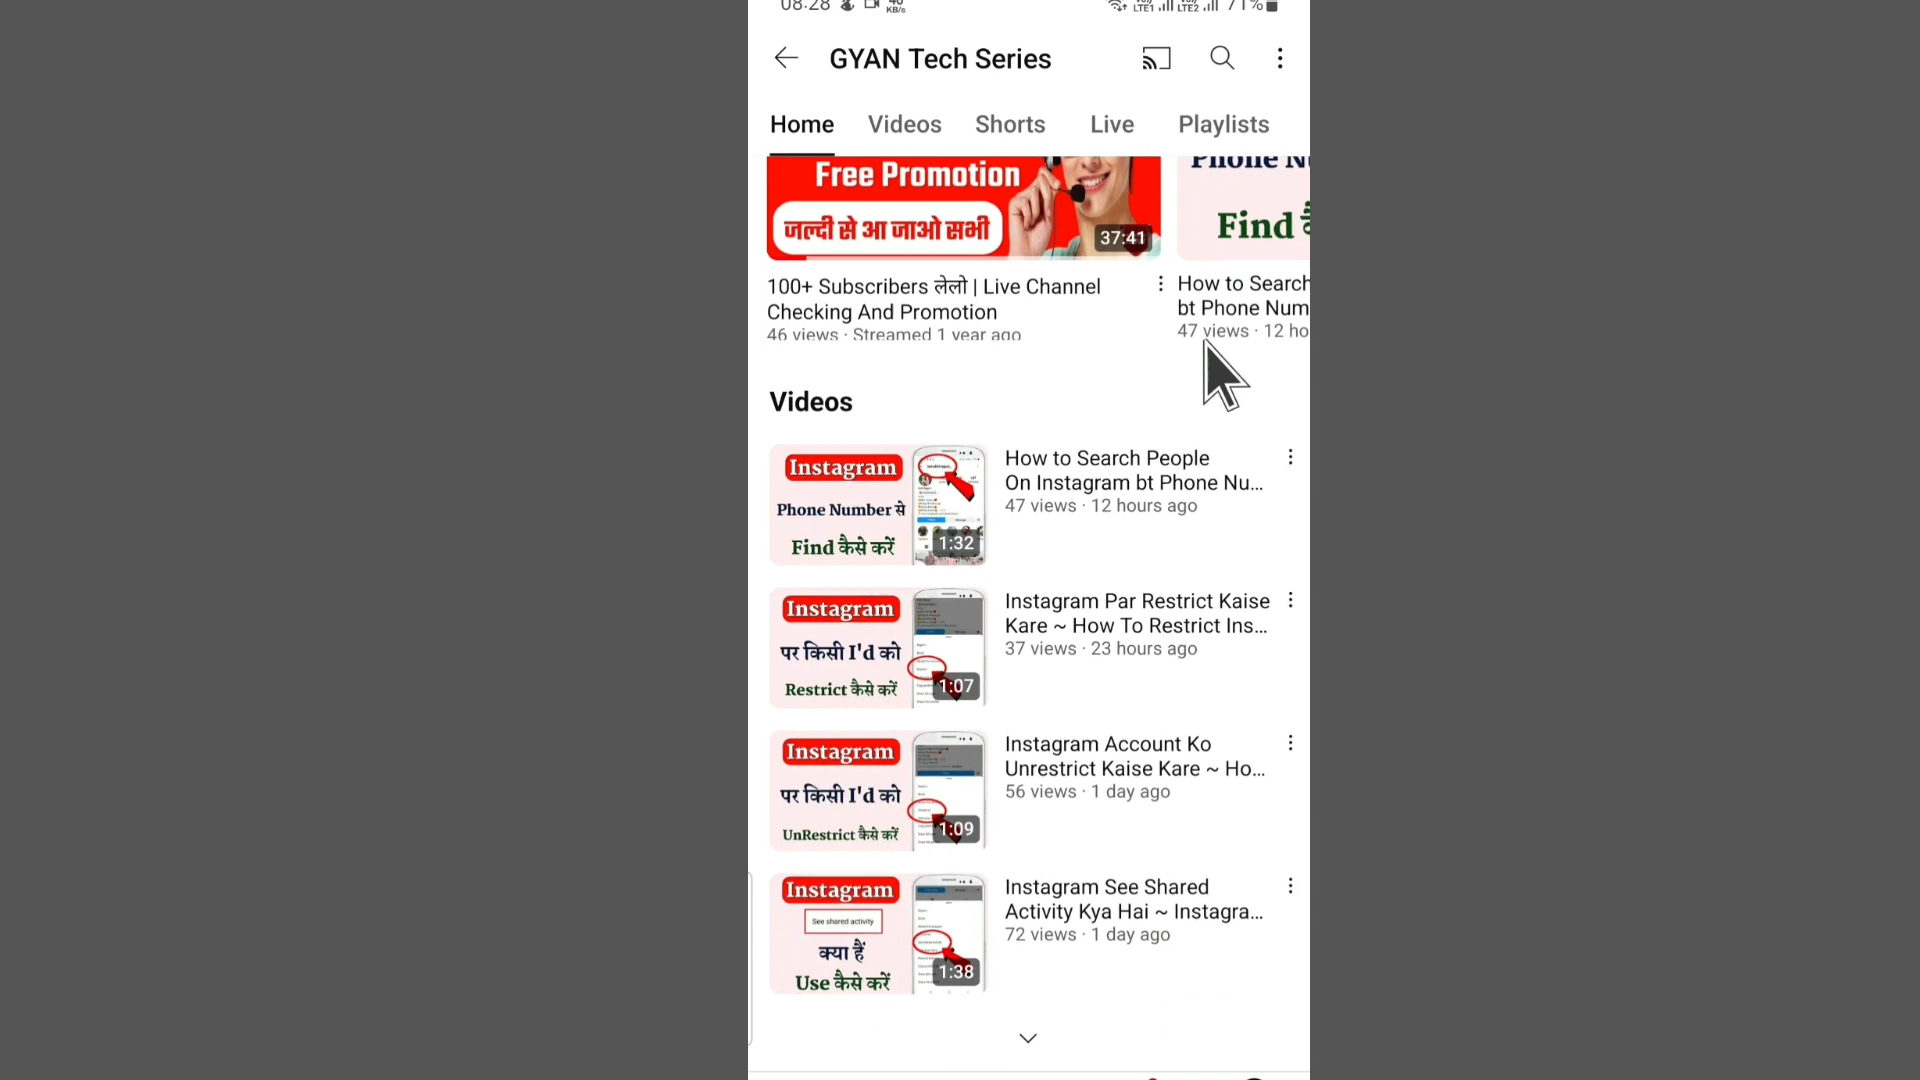 08:28 KB/s LTE1 LTE2 71%
GYAN Tech Series
Home Videos Shorts Live Playlists
Free Promotion
जल्दी से आ जाओ सभी
37:41
100+ Subscribers लेलो | Live Channel
Checking And Promotion
46 views · Streamed 1 year ago
Find
How to Search
bt Phone Num
47 views · 12 ho
Videos
Instagram
Phone Number से
Find कैसे करें
1:32
How to Search People
On Instagram bt Phone Nu...
47 views · 12 hours ago
Instagram
पर किसी I'd को
Restrict कैसे करें
1:07
Instagram Par Restrict Kaise
Kare ~ How To Restrict Ins...
37 views · 23 hours ago
Instagram
पर किसी I'd को
UnRestrict कैसे करें
1:09
Instagram Account Ko
Unrestrict Kaise Kare ~ Ho...
56 views · 1 day ago
Instagram
See shared activity
क्या हैं
Use कैसे करें
1:38
Instagram See Shared
Activity Kya Hai ~ Instagra...
72 views · 1 day ago